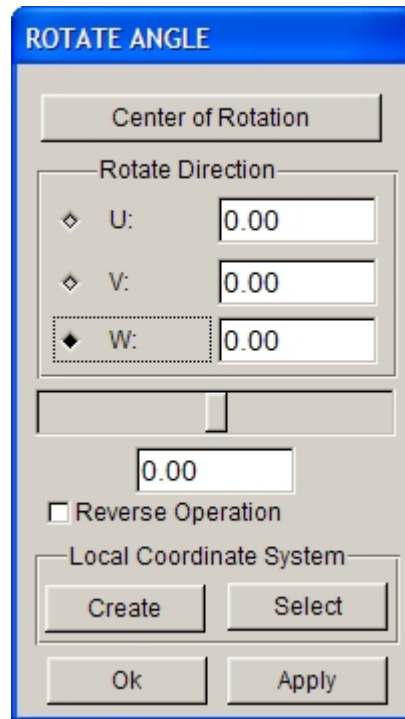 ROTATE ANGLE
Center of Rotation
Rotate Direction
U: 0.00
V: 0.00
W: 0.00
0.00
Reverse Operation
Local Coordinate System
Create Select
Ok Apply